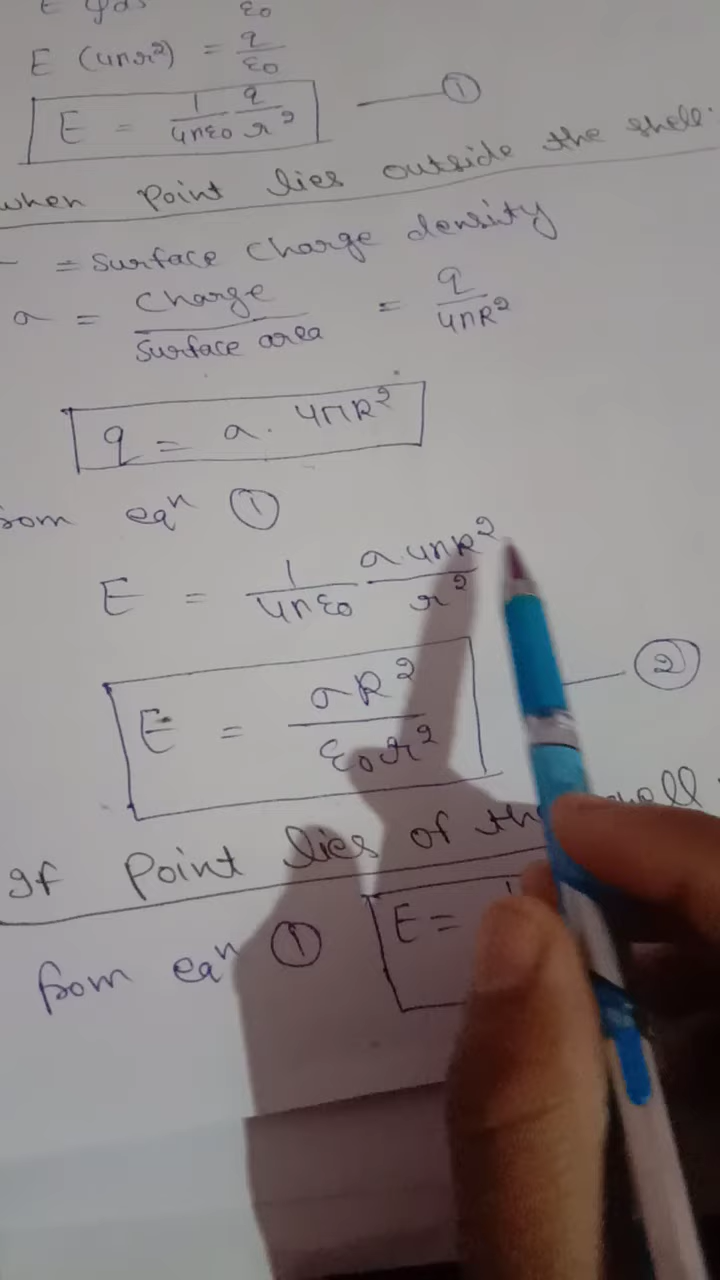 E (4πr²) = q/ε₀
E = 1/4πε₀ q/r² —— ①
when point lies outside the shell.
= surface charge density
σ = Charge/surface area = q/4πR²
q = σ. 4πR²
from eqⁿ ①
E = 1/4πε₀ σ.4πR²/r²
E = σR²/ε₀r² —— ②
If Point lies of the shell
from eqⁿ ① E =